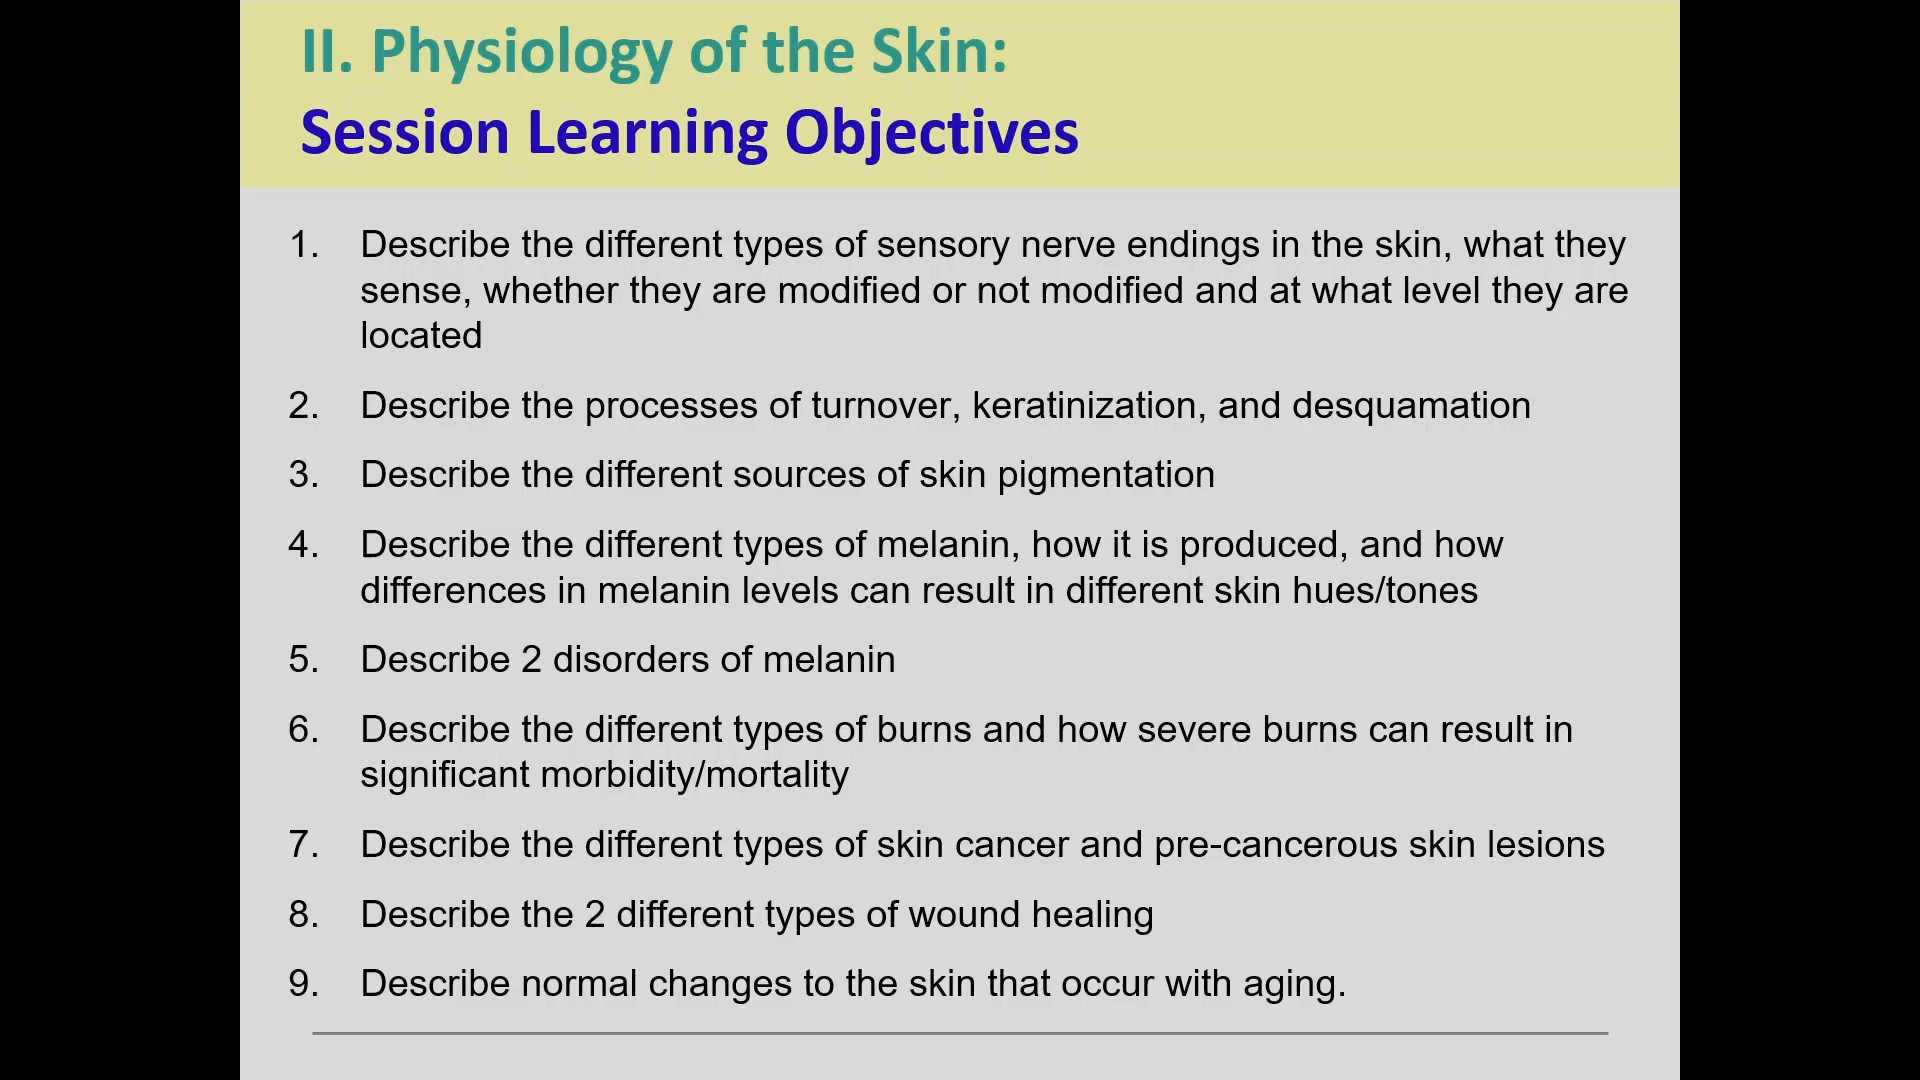 II. Physiology of the Skin:
Session Learning Objectives
1. Describe the different types of sensory nerve endings in the skin, what they
sense, whether they are modified or not modified and at what level they are
located
2. Describe the processes of turnover, keratinization, and desquamation
3. Describe the different sources of skin pigmentation
4. Describe the different types of melanin, how it is produced, and how
differences in melanin levels can result in different skin hues/tones
5. Describe 2 disorders of melanin
6. Describe the different types of burns and how severe burns can result in
significant morbidity/mortality
7. Describe the different types of skin cancer and pre-cancerous skin lesions
8. Describe the 2 different types of wound healing
9. Describe normal changes to the skin that occur with aging.